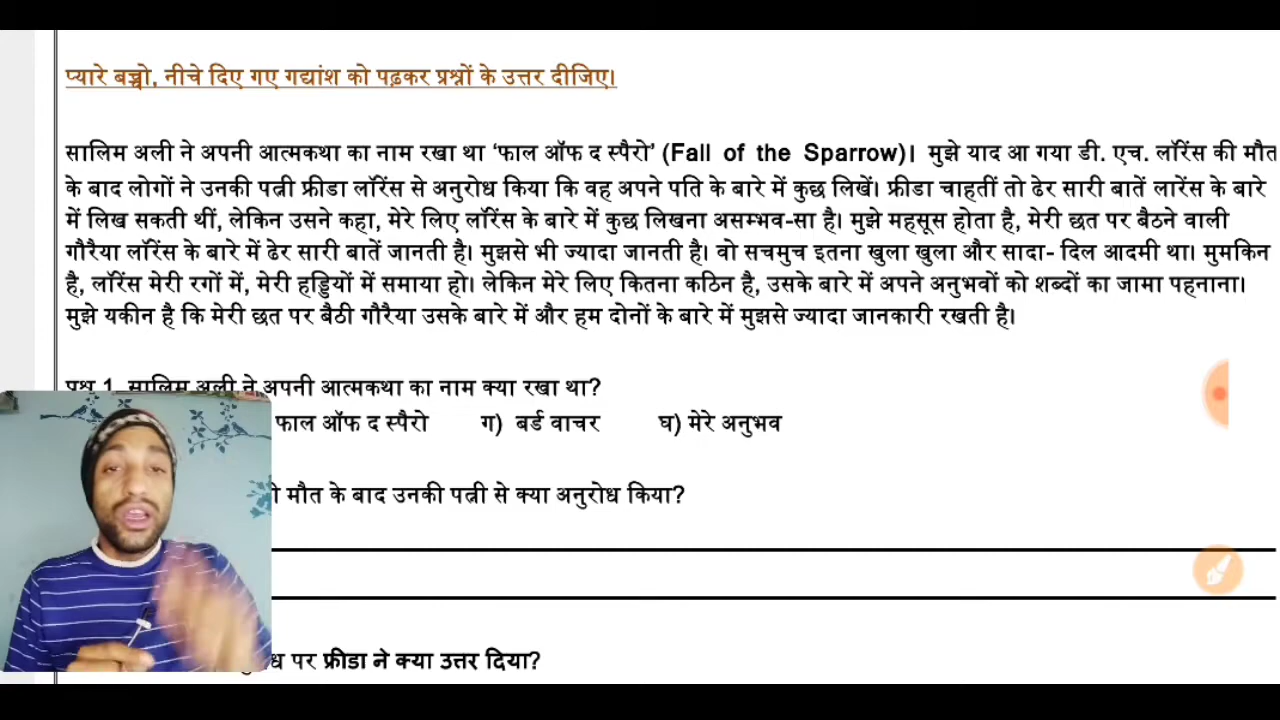 प्यारे बच्चो, नीचे दिए गए गद्यांश को पढ़कर प्रश्नों के उत्तर दीजिए।
सालिम अली ने अपनी आत्मकथा का नाम रखा था ‘फाल ऑफ द स्पैरो’ (Fall of the Sparrow)। मुझे याद आ गया डी. एच. लॉरेंस की मौत
के बाद लोगों ने उनकी पत्नी फ्रीडा लॉरेंस से अनुरोध किया कि वह अपने पति के बारे में कुछ लिखें। फ्रीडा चाहतीं तो ढेर सारी बातें लारेंस के बारे
में लिख सकती थीं, लेकिन उसने कहा, मेरे लिए लॉरेंस के बारे में कुछ लिखना असम्भव-सा है। मुझे महसूस होता है, मेरी छत पर बैठने वाली
गौरैया लॉरेंस के बारे में ढेर सारी बातें जानती है। मुझसे भी ज्यादा जानती है। वो सचमुच इतना खुला खुला और सादा- दिल आदमी था। मुमकिन
है, लॉरेंस मेरी रगों में, मेरी हड्डियों में समाया हो। लेकिन मेरे लिए कितना कठिन है, उसके बारे में अपने अनुभवों को शब्दों का जामा पहनाना।
मुझे यकीन है कि मेरी छत पर बैठी गौरैया उसके बारे में और हम दोनों के बारे में मुझसे ज्यादा जानकारी रखती है।
प्रश्न 1. सालिम अली ने अपनी आत्मकथा का नाम क्या रखा था?
फाल ऑफ द स्पैरो ग) बर्ड वाचर घ) मेरे अनुभव
मौत के बाद उनकी पत्नी से क्या अनुरोध किया?
पर फ्रीडा ने क्या उत्तर दिया?